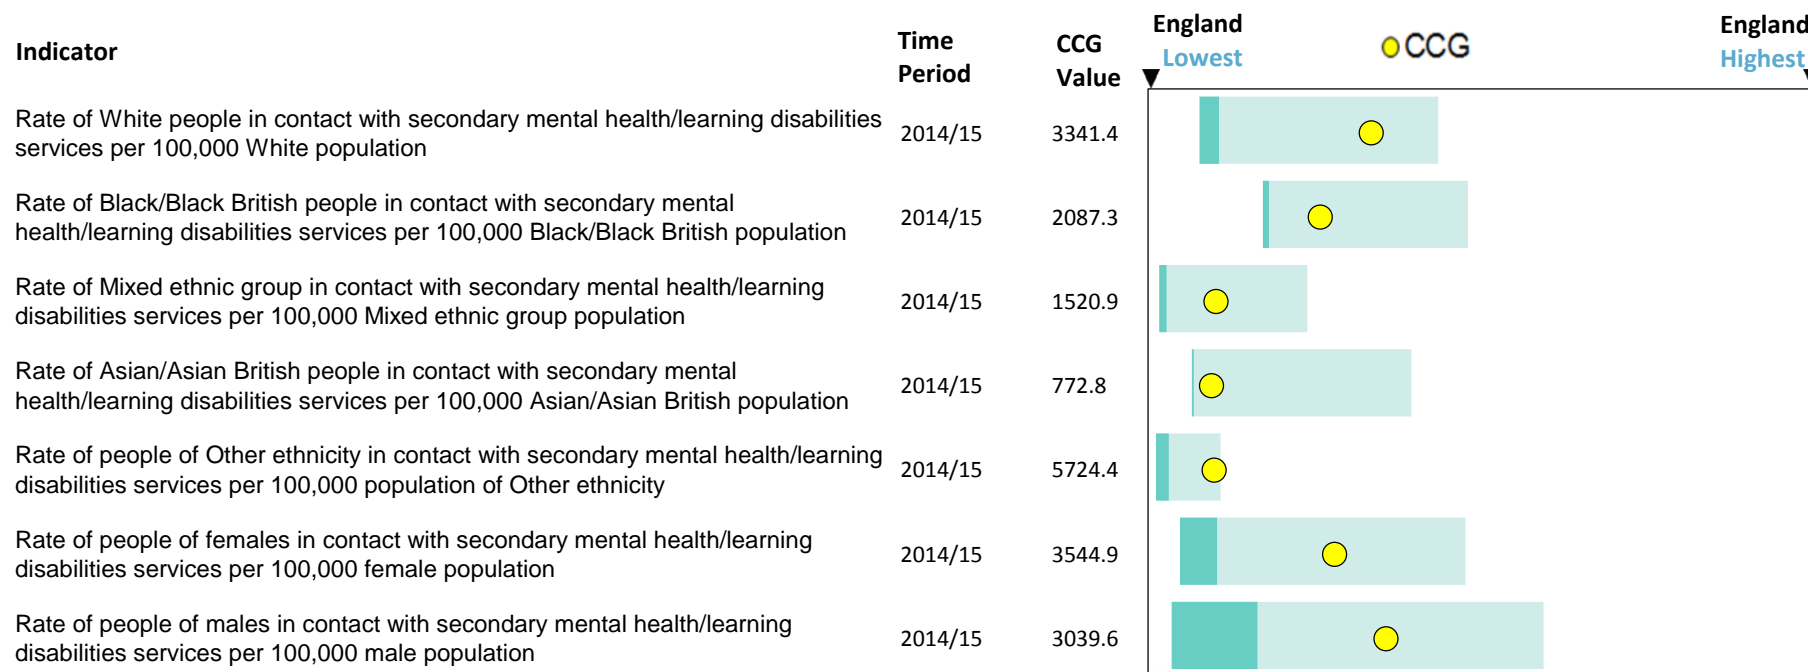 Indicator
Time
Period
CCG
Value
England
Lowest
CCG
England
Highest
Rate of White people in contact with secondary mental health/learning disabilities
services per 100,000 White population
2014/15
3341.4
Rate of Black/Black British people in contact with secondary mental
health/learning disabilities services per 100,000 Black/Black British population
2014/15
2087.3
Rate of Mixed ethnic group in contact with secondary mental health/learning
disabilities services per 100,000 Mixed ethnic group population
2014/15
1520.9
Rate of Asian/Asian British people in contact with secondary mental
health/learning disabilities services per 100,000 Asian/Asian British population
2014/15
772.8
Rate of people of Other ethnicity in contact with secondary mental health/learning
disabilities services per 100,000 population of Other ethnicity
2014/15
5724.4
Rate of people of females in contact with secondary mental health/learning
disabilities services per 100,000 female population
2014/15
3544.9
Rate of people of males in contact with secondary mental health/learning
disabilities services per 100,000 male population
2014/15
3039.6